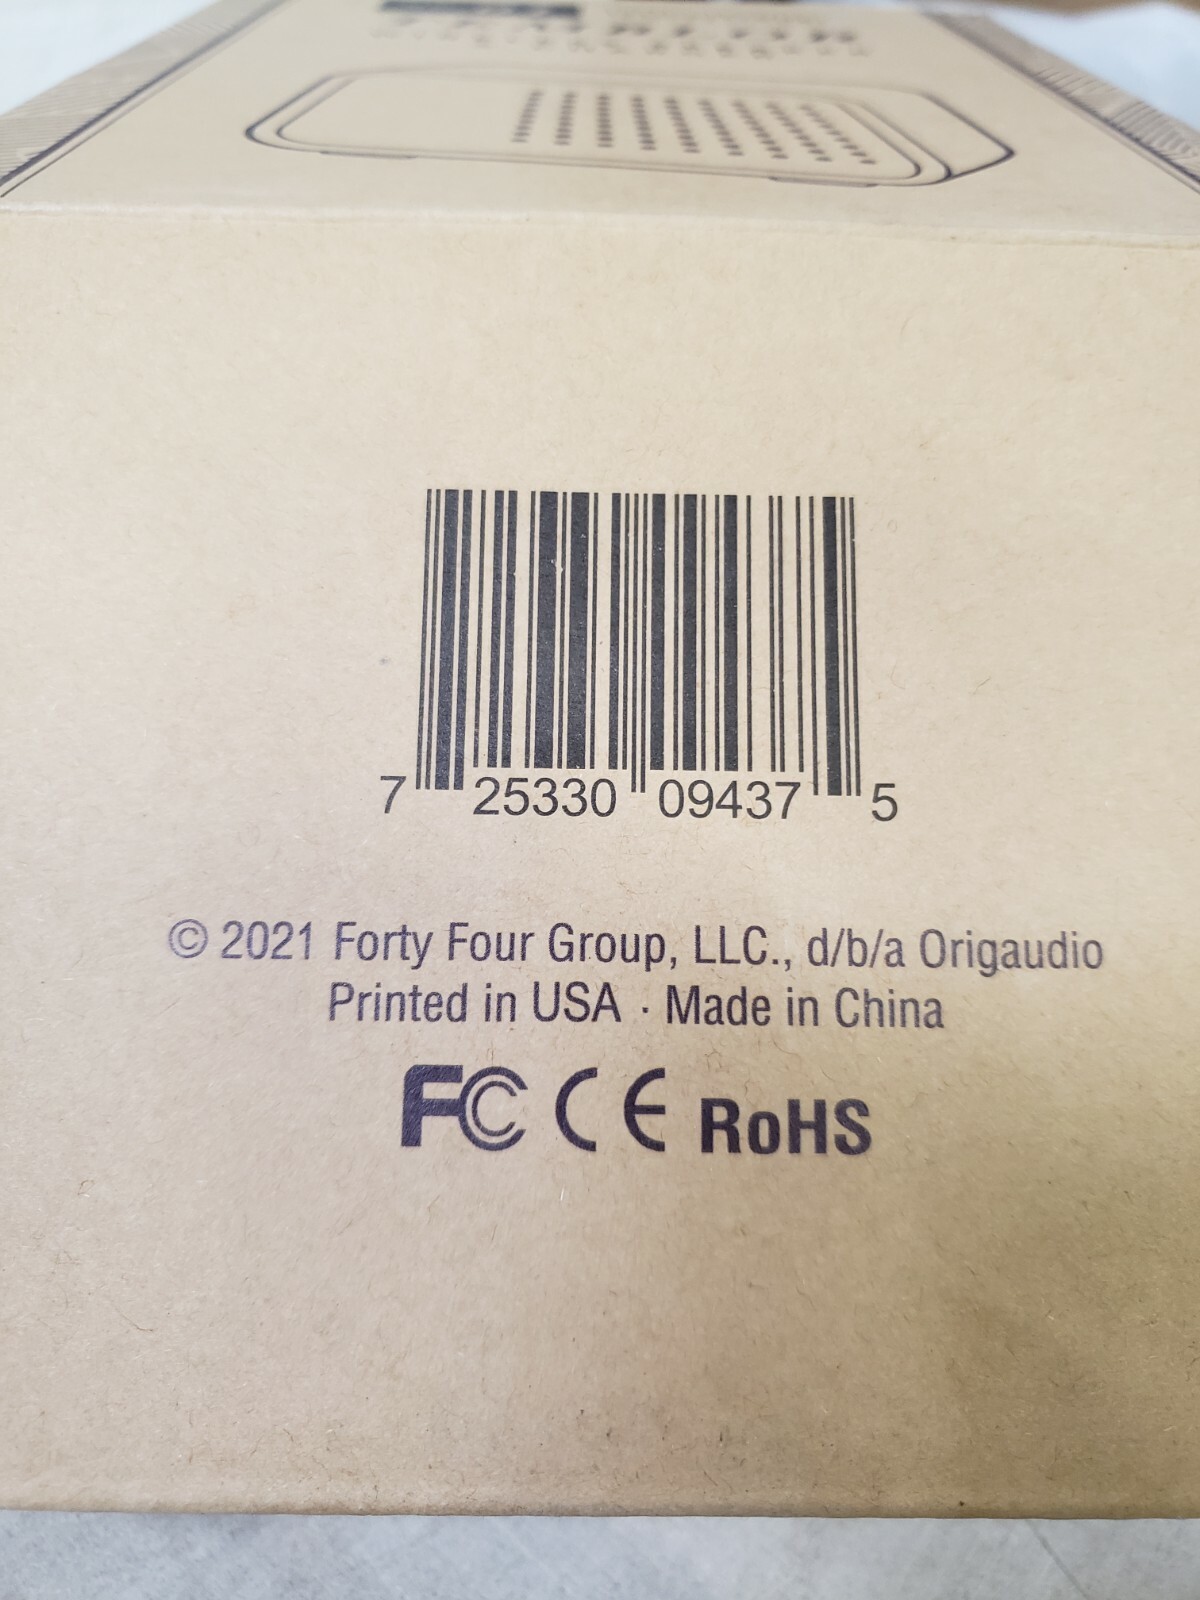 7 25330 09437 5
© 2021 Forty Four Group, LLC., d/b/a Origaudio
Printed in USA · Made in China
FC CE RoHS